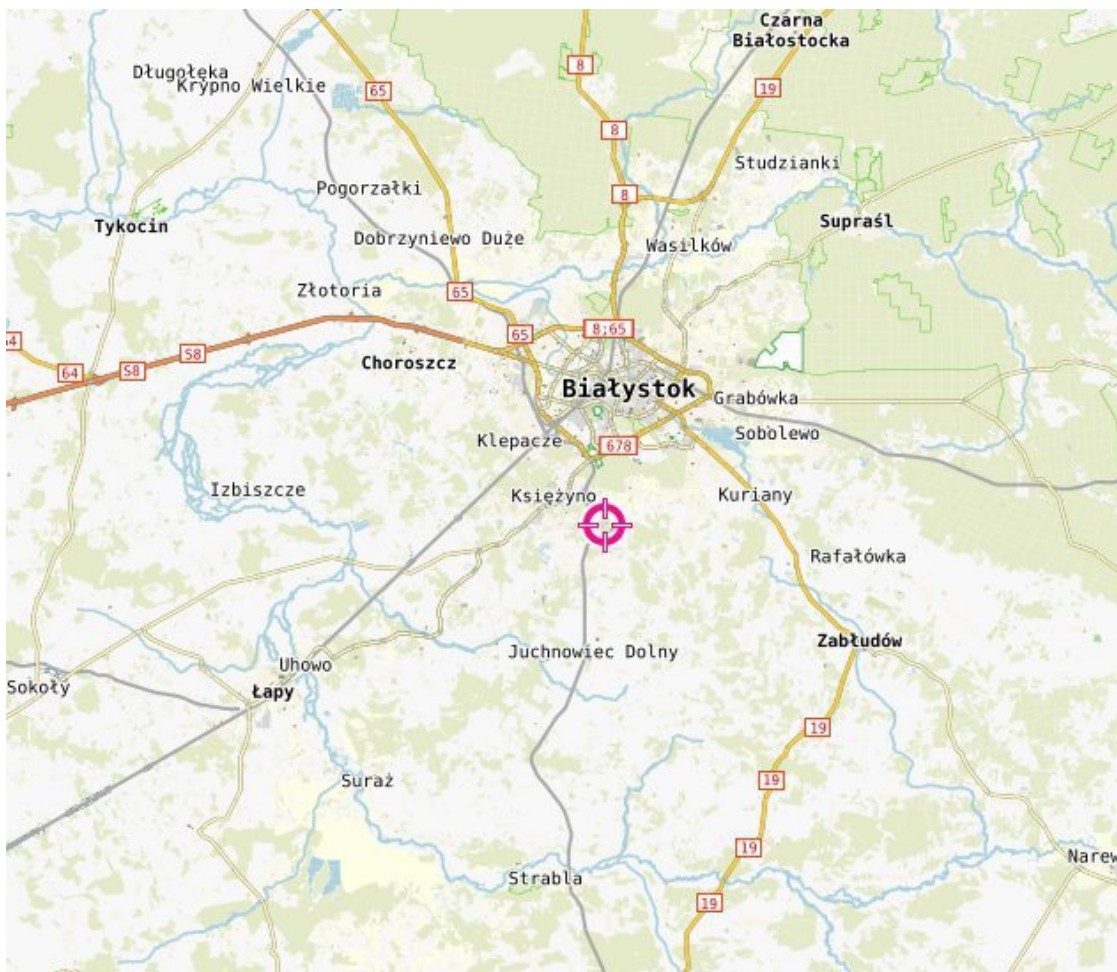 Czarna
Białostocka
8
Długołęka
Krypno Wielkie
65
19
8
Studzianki
Pogorzałki
8
Tykocin
Supraśl
Dobrzyniewo Duże
Wasilków
Złotoria
65
8;65
65
S8
Choroszcz
64
S8
Białystok
Grabówka
Klepacze
678
Sobolewo
Izbiszcze
Księżyno
Kuriany
Rafałówka
Zabłudów
Juchnowiec Dolny
Uhowo
Sokoły
Łapy
19
Suraż
19
19
Narew
Strabla
19